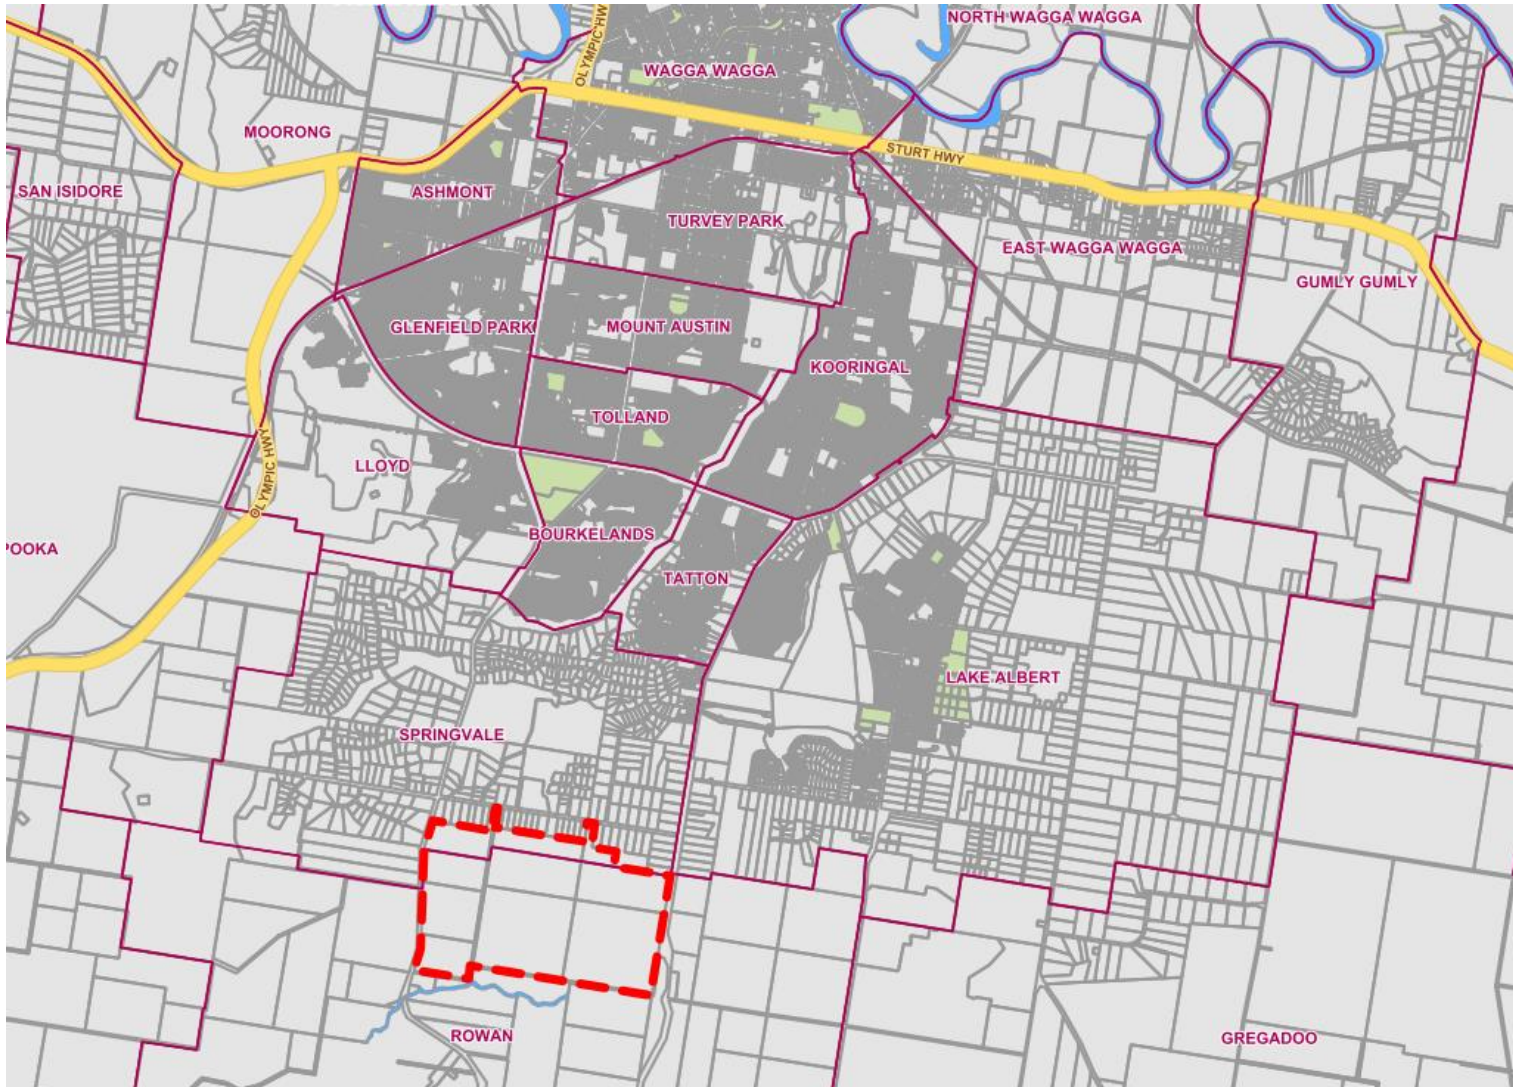 NORTH WAGGA WAGGA
OLYMPIC HW
WAGGA WAGGA
MOORONG
STURT HWY
SAN ISIDORE
ASHMONT
TURVEY PARK
EAST WAGGA WAGGA
GUMLY GUMLY
GLENFIELD PARK
MOUNT AUSTIN
KOORINGAL
TOLLAND
OLYMPIC HWY
LLOYD
BOURKELANDS
POOKA
TATTON
LAKE ALBERT
SPRINGVALE
ROWAN
GREGADOO